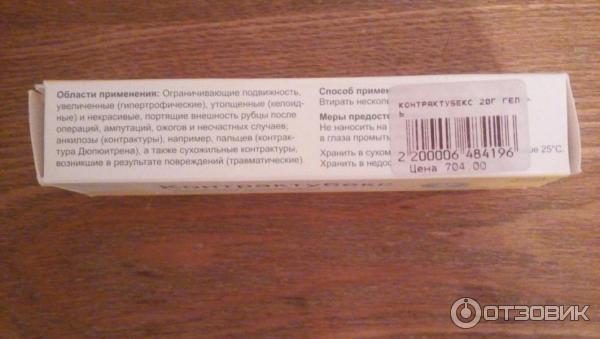 Области применения: Ограничивающие подвижность,
увеличенные (гипертрофические), утолщенные (келоид-
ные) и некрасивые, портящие внешность рубцы после
операций, ампутаций, ожогов и несчастных случаев;
анкилозы (контрактуры), например, пальцев (контрак-
тура Дюпюитрена), а также сухожильные контрактуры,
возникшие в результате повреждений (травматические).
Способ примен
Втирать нескол
Меры предосто
Не наносить на
в глаза промыть
Хранить в сухом
Хранить в недос
ше 25°C.
КОНТРАКТУБЕКС 20Г ГЕЛ
Ь
2 200006 484196
Цена 704.00
Контрактубекс
ОТЗОВИК